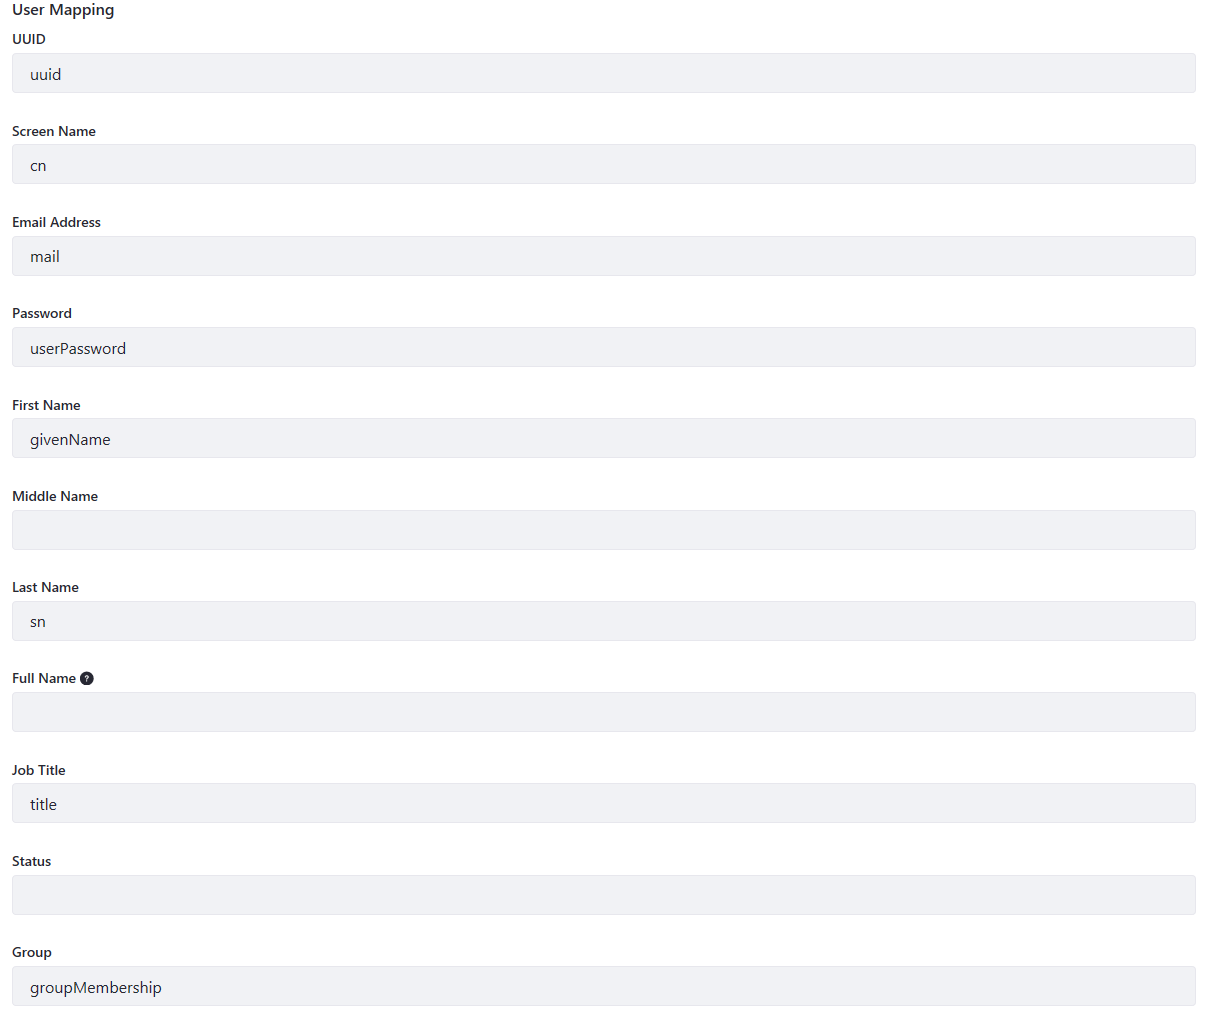 User Mapping
UUID
uuid
Screen Name
cn
Email Address
mail
Password
userPassword
First Name
givenName
Middle Name
Last Name
sn
Full Name ?
Job Title
title
Status
Group
groupMembership